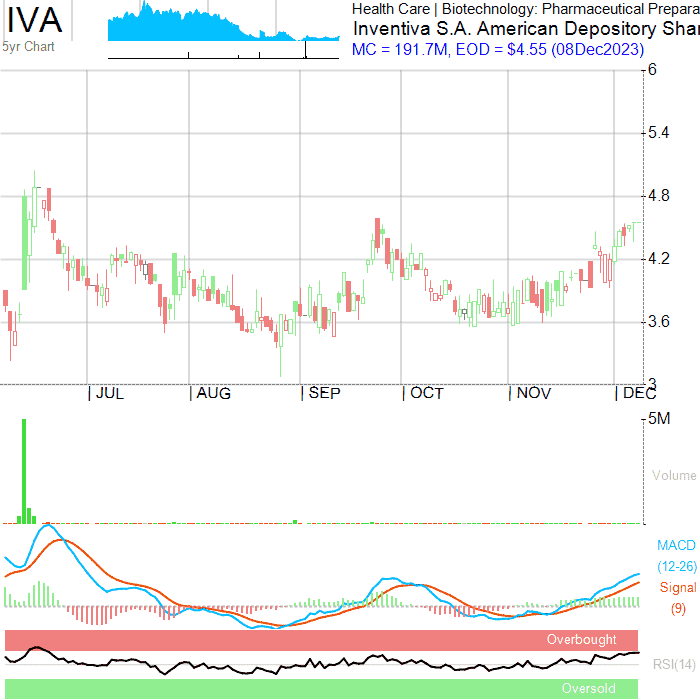 IVA
5yr Chart
Health Care | Biotechnology: Pharmaceutical Prepara
Inventiva S.A. American Depository Shar
MC = 191.7M, EOD = $4.55 (08Dec2023)
6
5.4
4.8
4.2
3.6
3
| JUL | AUG | SEP | OCT | NOV | DEC
5M
Volume
MACD
(12-26)
Signal
(9)
Overbought
RSI(14)
Oversold